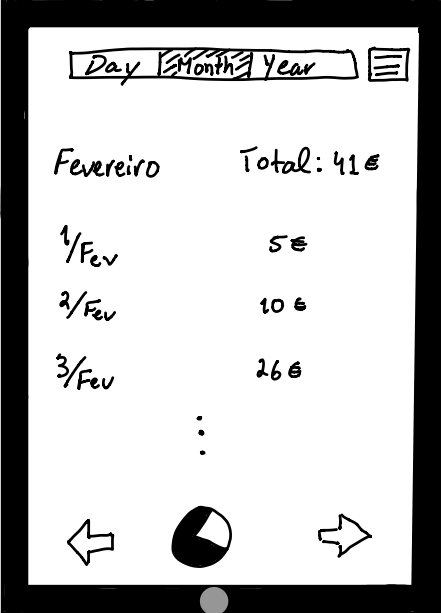 Day Month Year
Fevereiro Total: 41€
1/Fev 5€
2/Fev 10€
3/Fev 26€